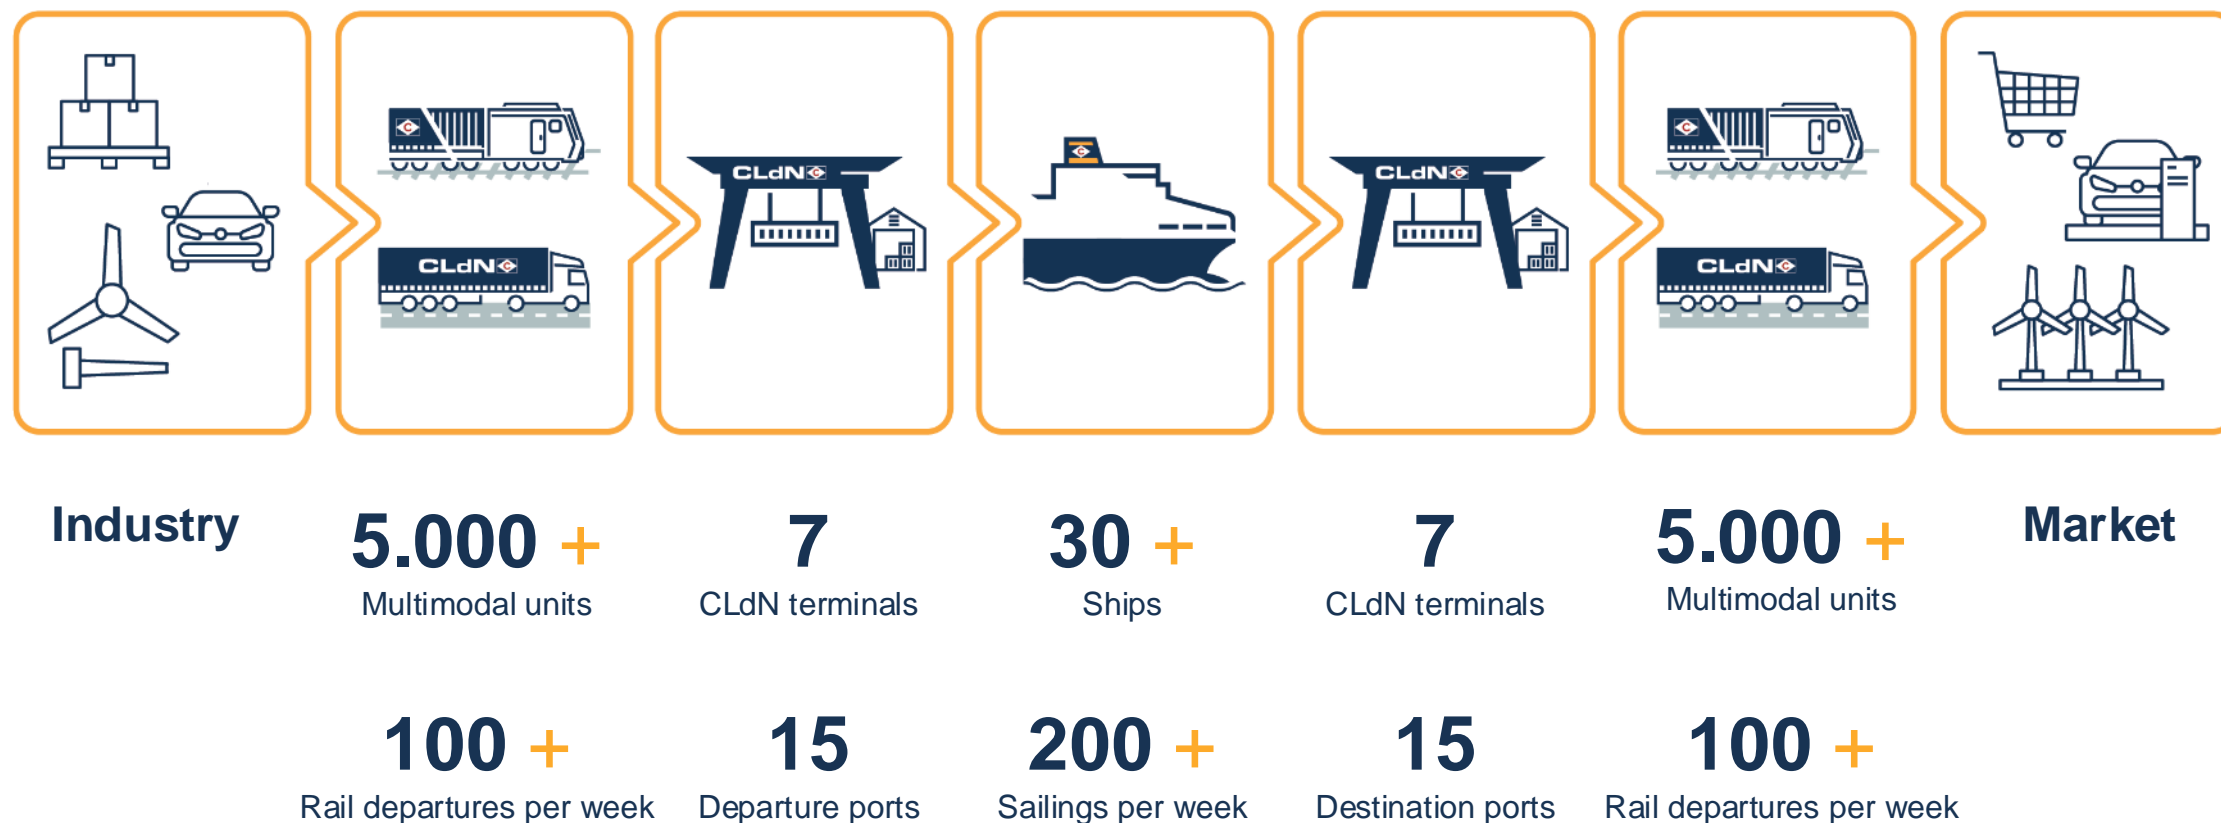 CLdN
CLdN
CLdN
CLdN
Industry
5.000 +
Multimodal units
7
CLdN terminals
30 +
Ships
7
CLdN terminals
5.000 +
Multimodal units
Market
100 +
Rail departures per week
15
Departure ports
200 +
Sailings per week
15
Destination ports
100 +
Rail departures per week